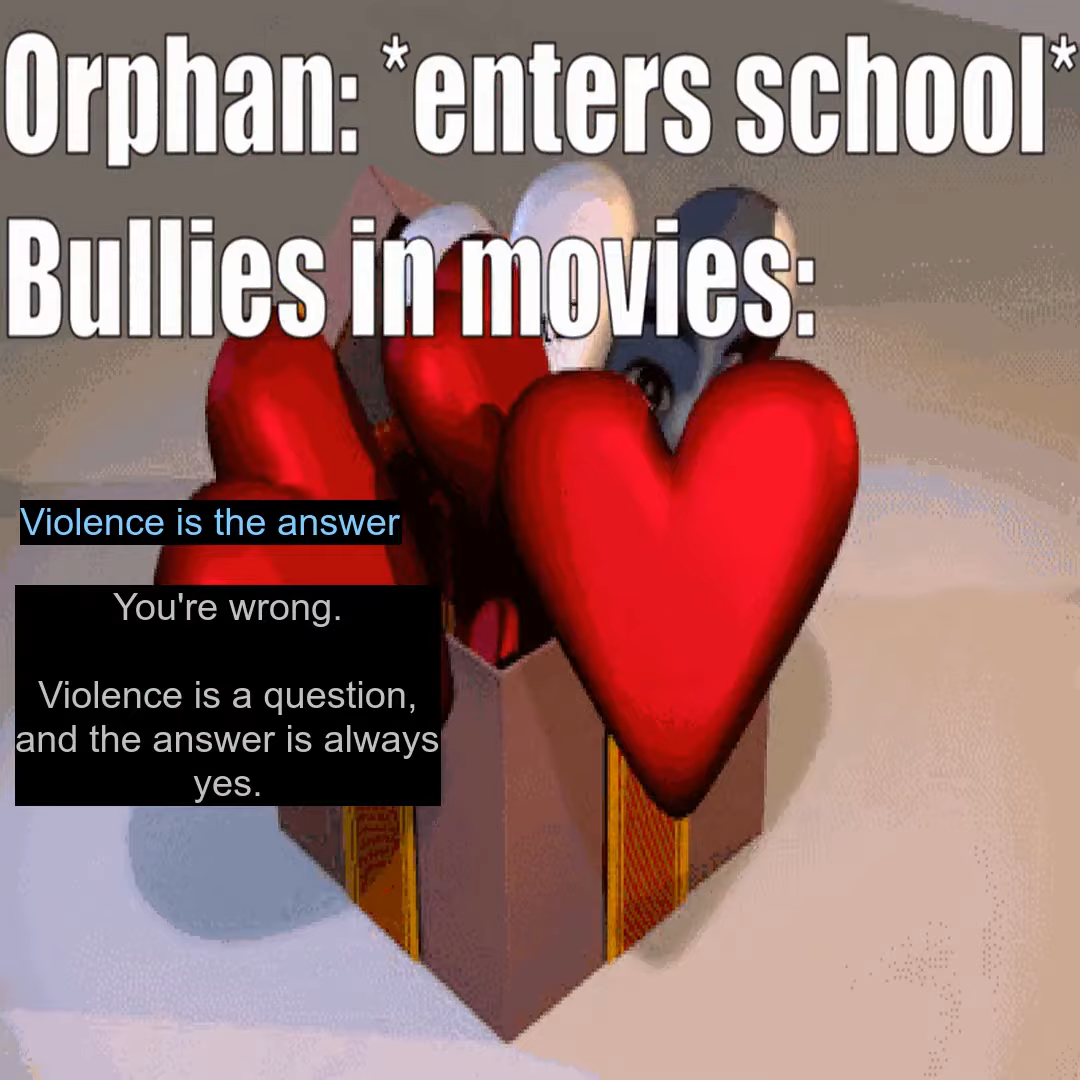 Orphan: *enters school*
Bullies in movies:
Violence is the answer
You're wrong.
Violence is a question,
and the answer is always
yes.